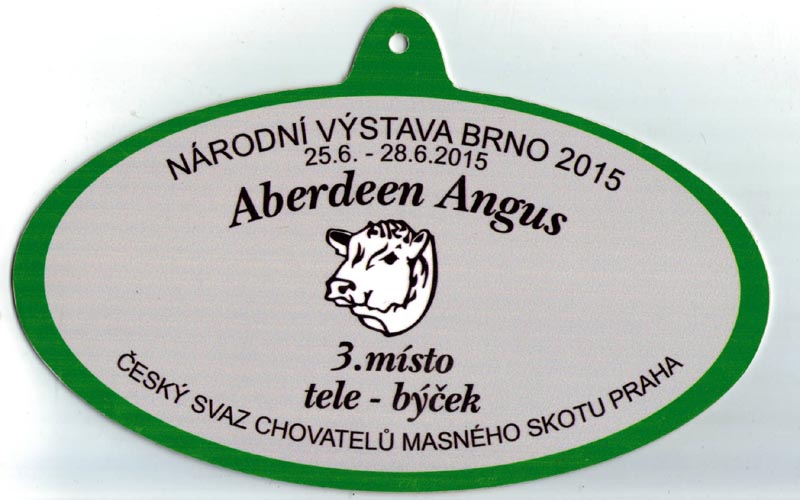 NÁRODNÍ VÝSTAVA BRNO 2015
25.6. - 28.6.2015
Aberdeen Angus
3.místo
tele - býček
ČESKÝ SVAZ CHOVATELŮ MASNÉHO SKOTU PRAHA